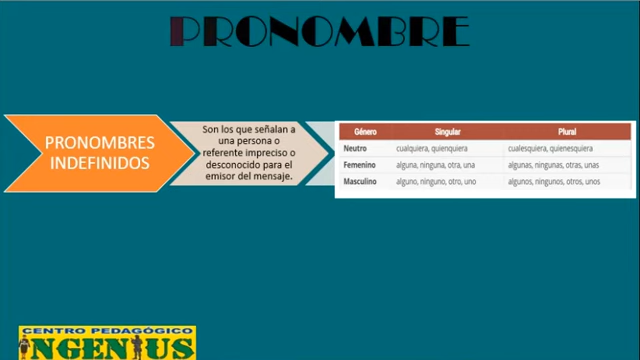 PRONOMBRE
PRONOMBRES
INDEFINIDOS
Son los que señalan a
una persona o
referente impreciso o
desconocido para el
emisor del mensaje.
Género Singular Plural
Neutro cualquiera, quienquiera cualesquiera, quienesquiera
Femenino alguna, ninguna, otra, una algunas, ningunas, otras, unas
Masculino alguno, ninguno, otro, uno algunos, ningunos, otros, unos
CENTRO PEDAGÓGICO
INGENIUS